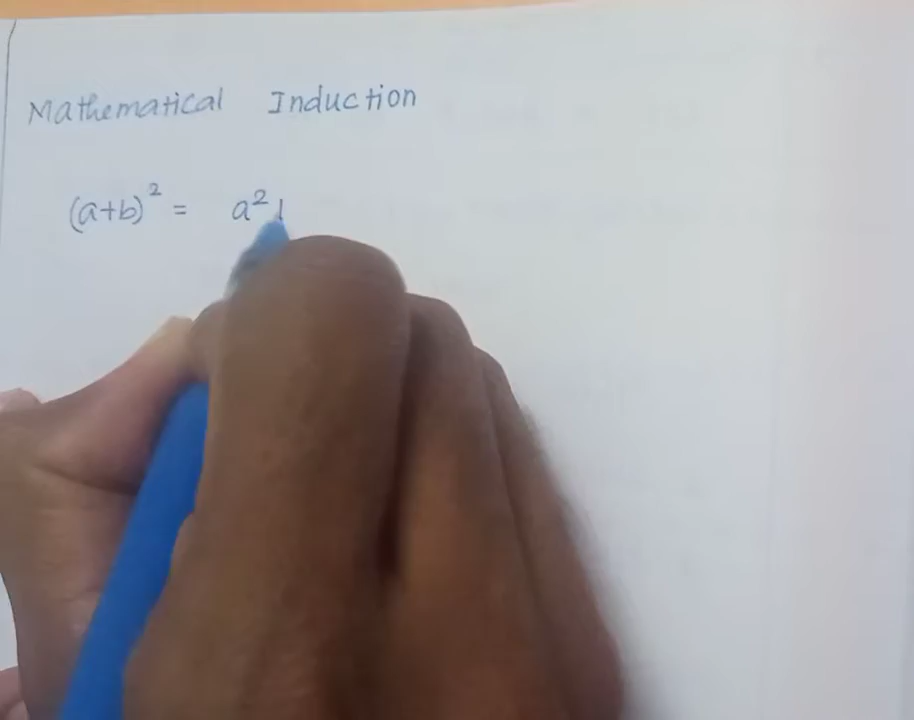 Mathematical Induction
(a+b)² = a²